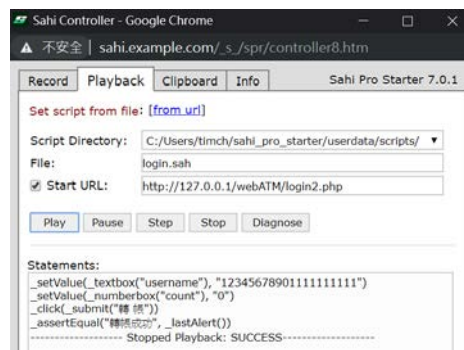 Sahi Controller - Google Chrome
不安全 | sahi.example.com/_s_/spr/controller8.htm
Record Playback Clipboard Info Sahi Pro Starter 7.0.1
Set script from file: [from url]
Script Directory: C:/Users/timch/sahi_pro_starter/userdata/scripts/
File: login.sah
Start URL: http://127.0.0.1/webATM/login2.php
Play Pause Step Stop Diagnose
Statements:
_setValue(_textbox("username"), "12345678901111111111")
_setValue(_numberbox("count"), "0")
_click(_submit("轉 帳"))
_assertEqual("轉帳成功", _lastAlert())
------------------- Stopped Playback: SUCCESS-------------------